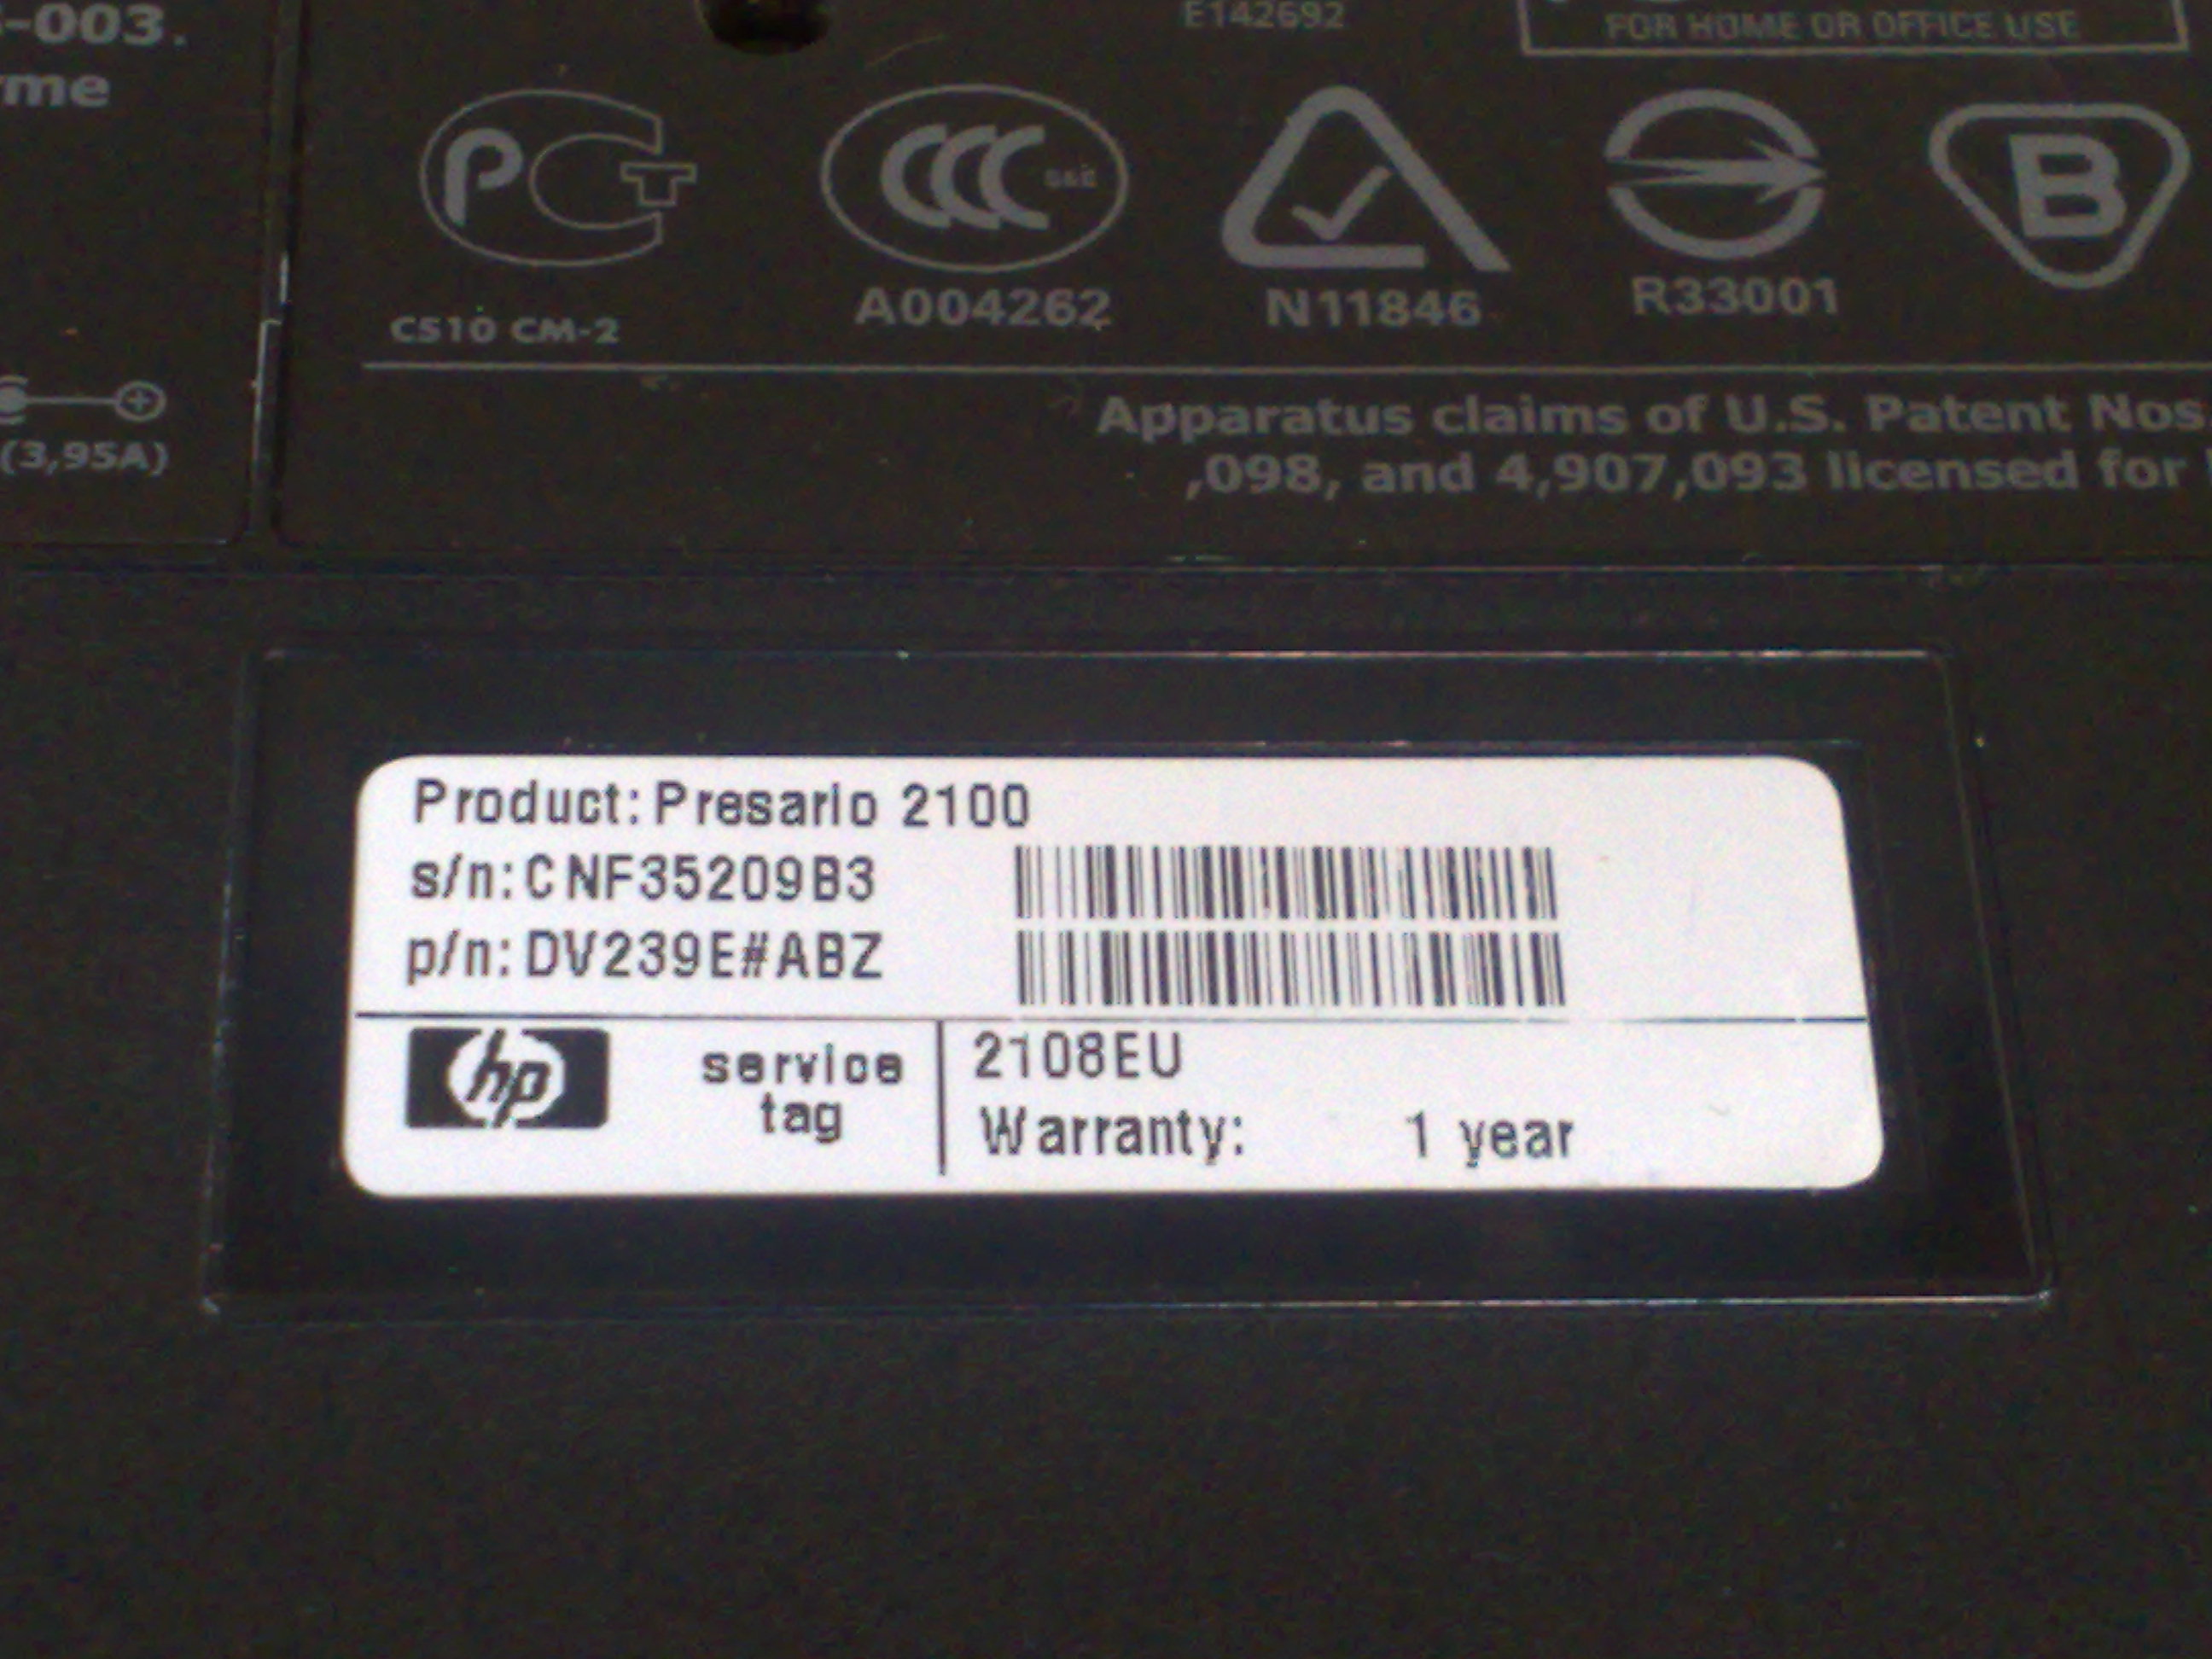 -003.
rme
(3,95A)
E142692
FOR HOME OR OFFICE USE
PCT
CCC
B
C510 CM-2
A004262
N11846
R33001
Apparatus claims of U.S. Patent Nos.
,098, and 4,907,093 licensed for
Product: Presario 2100
s/n: CNF35209B3
p/n: DV239E#ABZ
hp
service
tag
2108EU
Warranty: 1 year